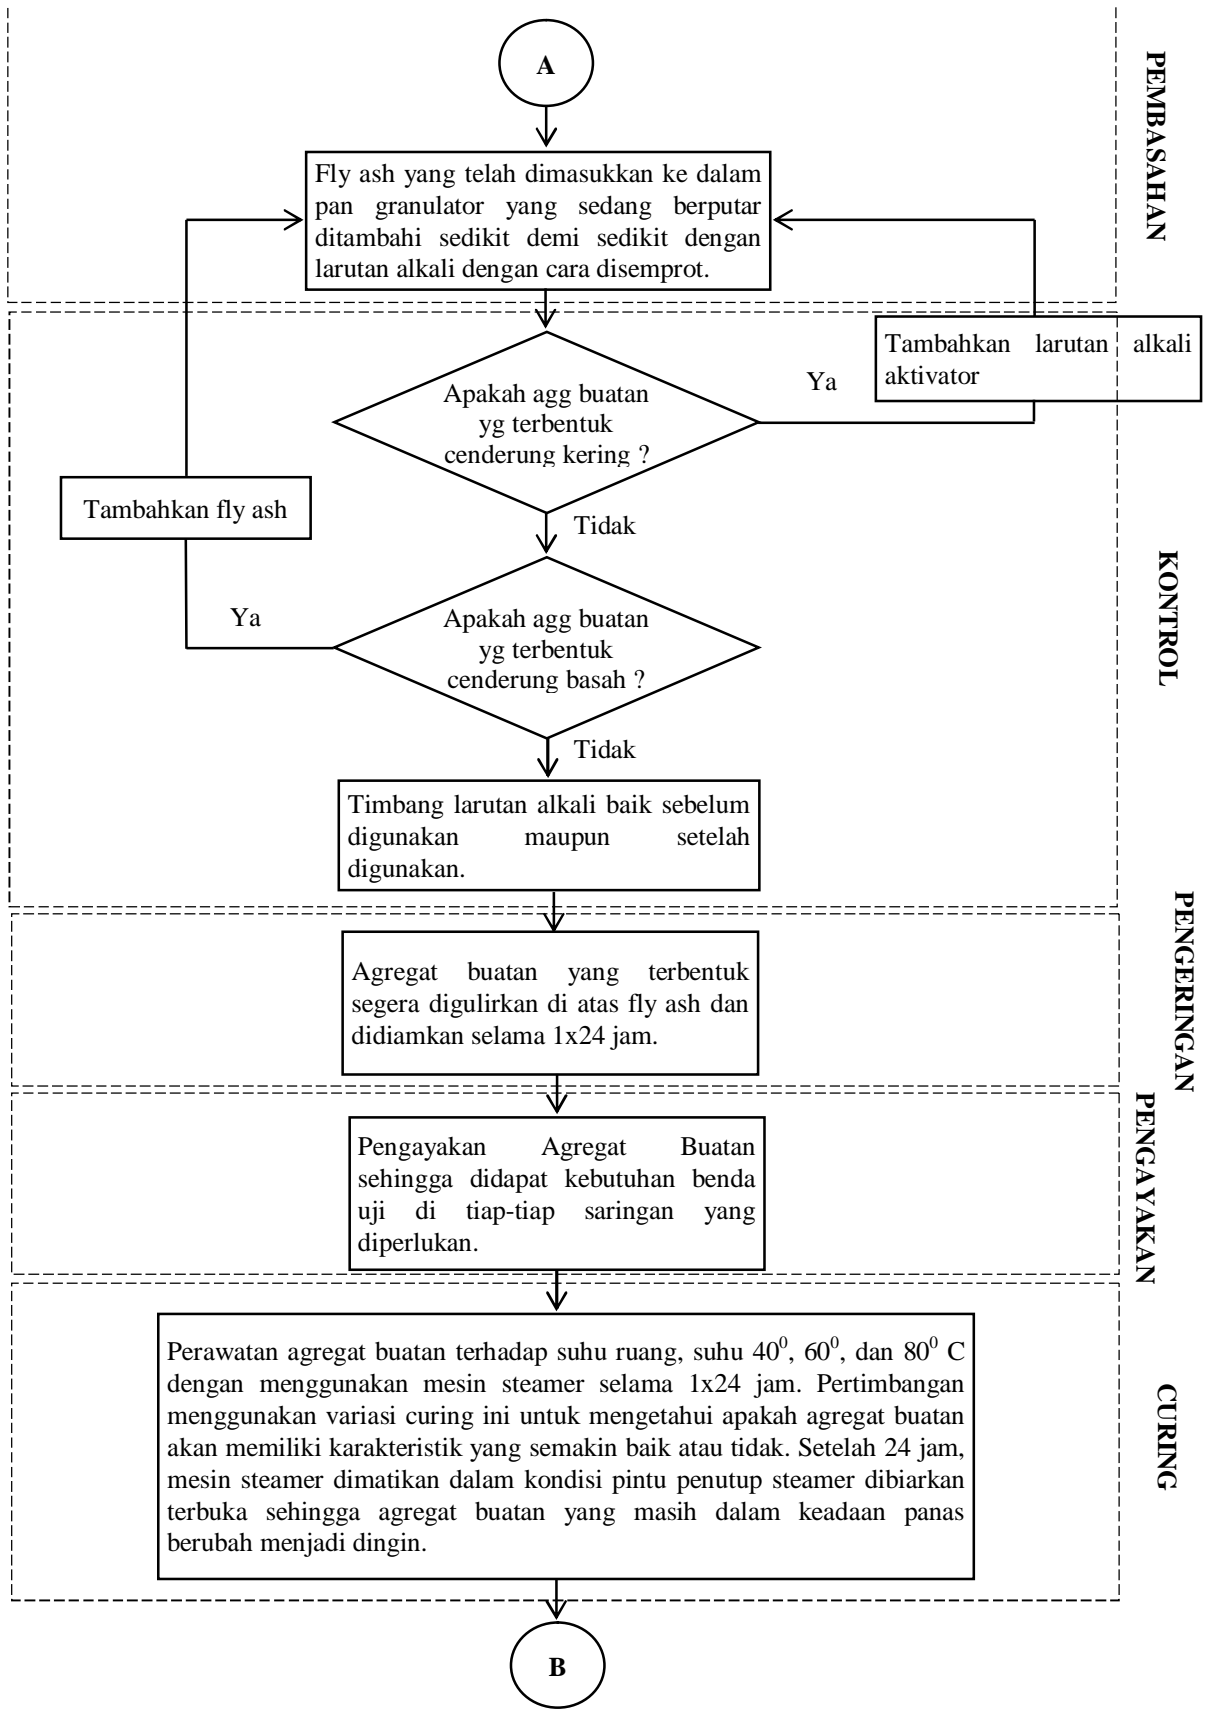 A
PEMBASAHAN
Fly ash yang telah dimasukkan ke dalam
pan granulator yang sedang berputar
ditambahi sedikit demi sedikit dengan
larutan alkali dengan cara disemprot.
Tambahkan larutan alkali
aktivator
Ya
Apakah agg buatan
yg terbentuk
cenderung kering ?
Tambahkan fly ash
Tidak
KONTROL
Ya
Apakah agg buatan
yg terbentuk
cenderung basah ?
Tidak
Timbang larutan alkali baik sebelum
digunakan maupun setelah
digunakan.
PENGERINGAN
Agregat buatan yang terbentuk
segera digulirkan di atas fly ash dan
didiamkan selama 1x24 jam.
PENGAYAKAN
Pengayakan Agregat Buatan
sehingga didapat kebutuhan benda
uji di tiap-tiap saringan yang
diperlukan.
CURING
Perawatan agregat buatan terhadap suhu ruang, suhu 40⁰, 60⁰, dan 80⁰ C
dengan menggunakan mesin steamer selama 1x24 jam. Pertimbangan
menggunakan variasi curing ini untuk mengetahui apakah agregat buatan
akan memiliki karakteristik yang semakin baik atau tidak. Setelah 24 jam,
mesin steamer dimatikan dalam kondisi pintu penutup steamer dibiarkan
terbuka sehingga agregat buatan yang masih dalam keadaan panas
berubah menjadi dingin.
B